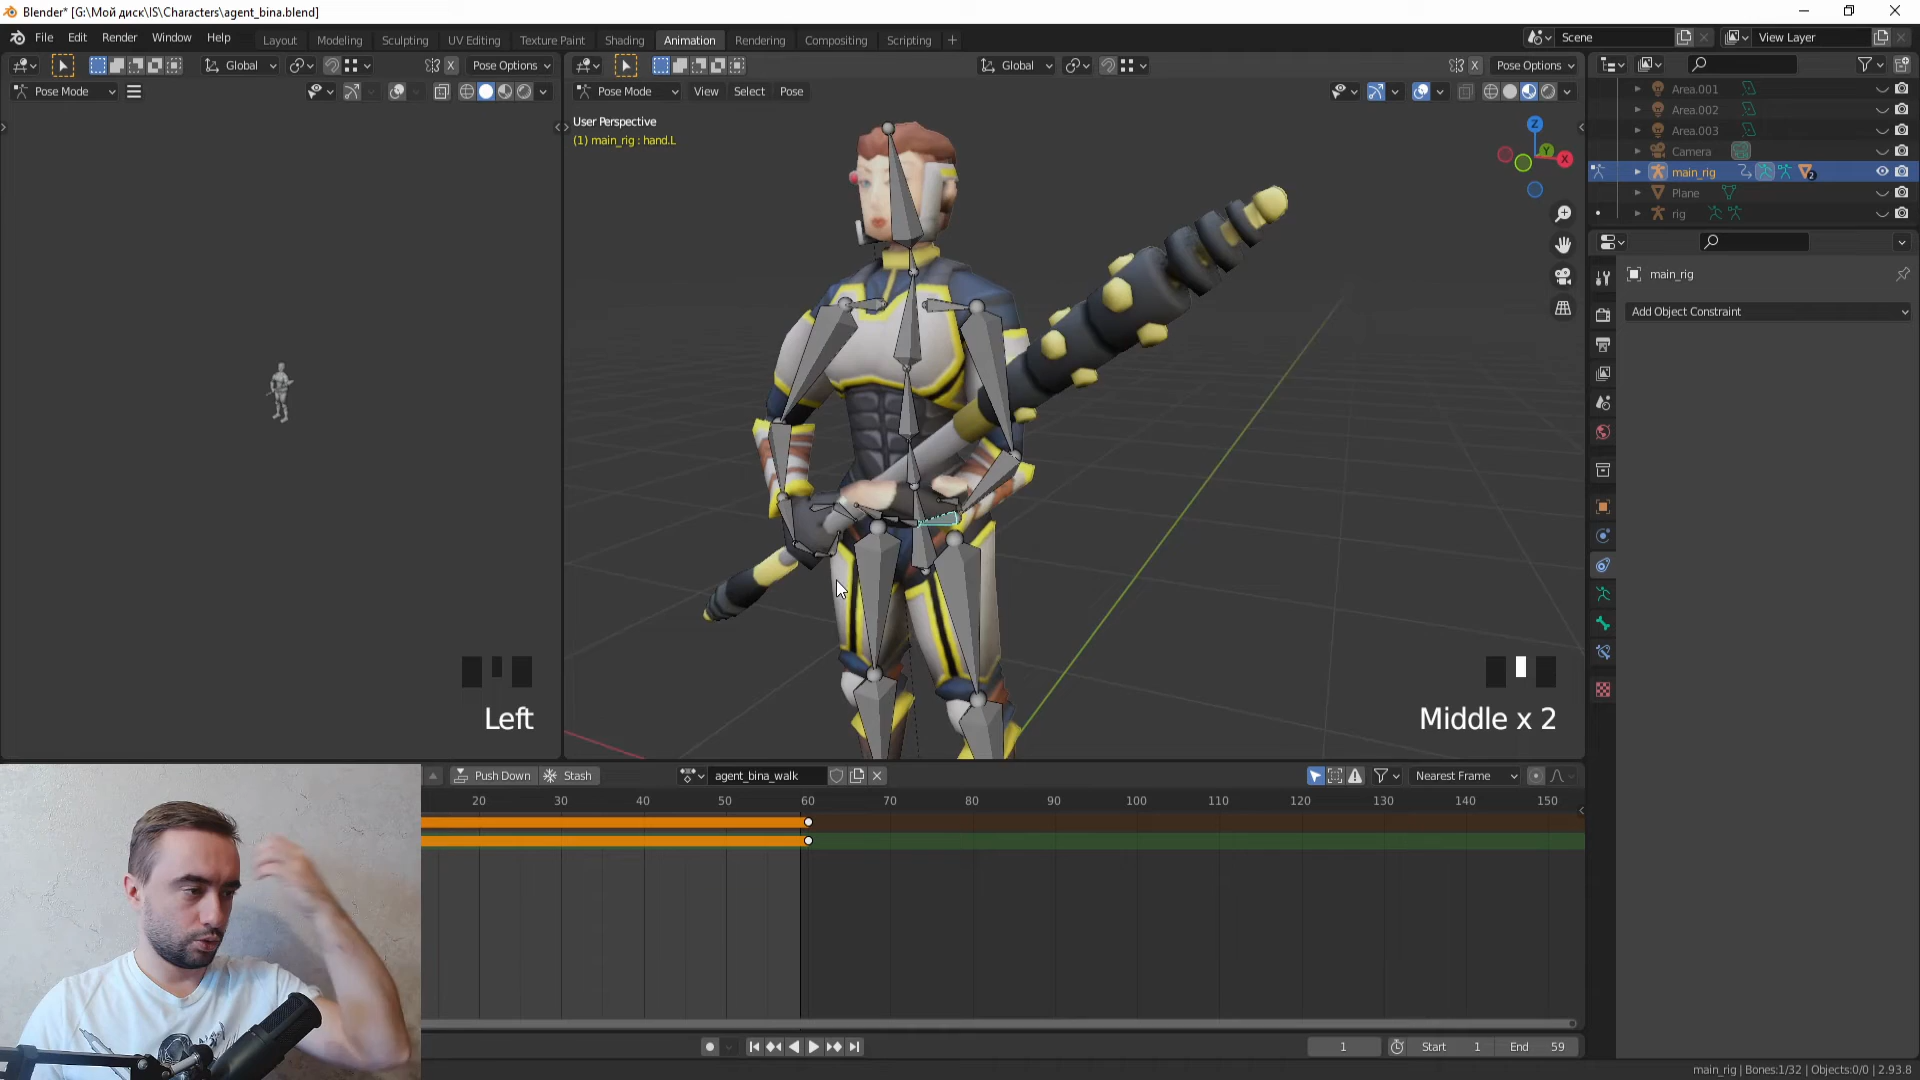 Blender* [G:\Мой диск\IS\Characters\agent_bina.blend]
File Edit Render Window Help
Layout Modeling Sculpting UV Editing Texture Paint Shading Animation Rendering Compositing Scripting +
Scene
View Layer
Global
Pose Options
Global
X
Pose Options
Pose Mode
Pose Mode
View Select Pose
User Perspective
(1) main_rig : hand.L
Z
Y
X
Area.001
Area.002
Area.003
Camera
main_rig
2
Plane
rig
main_rig
Add Object Constraint
Left
Middle x 2
Push Down
Stash
agent_bina_walk
Nearest Frame
20 30 40 50 60 70 80 90 100 110 120 130 140 150
1
Start 1
End 59
main_rig | Bones:1/32 | Objects:0/0 | 2.93.8